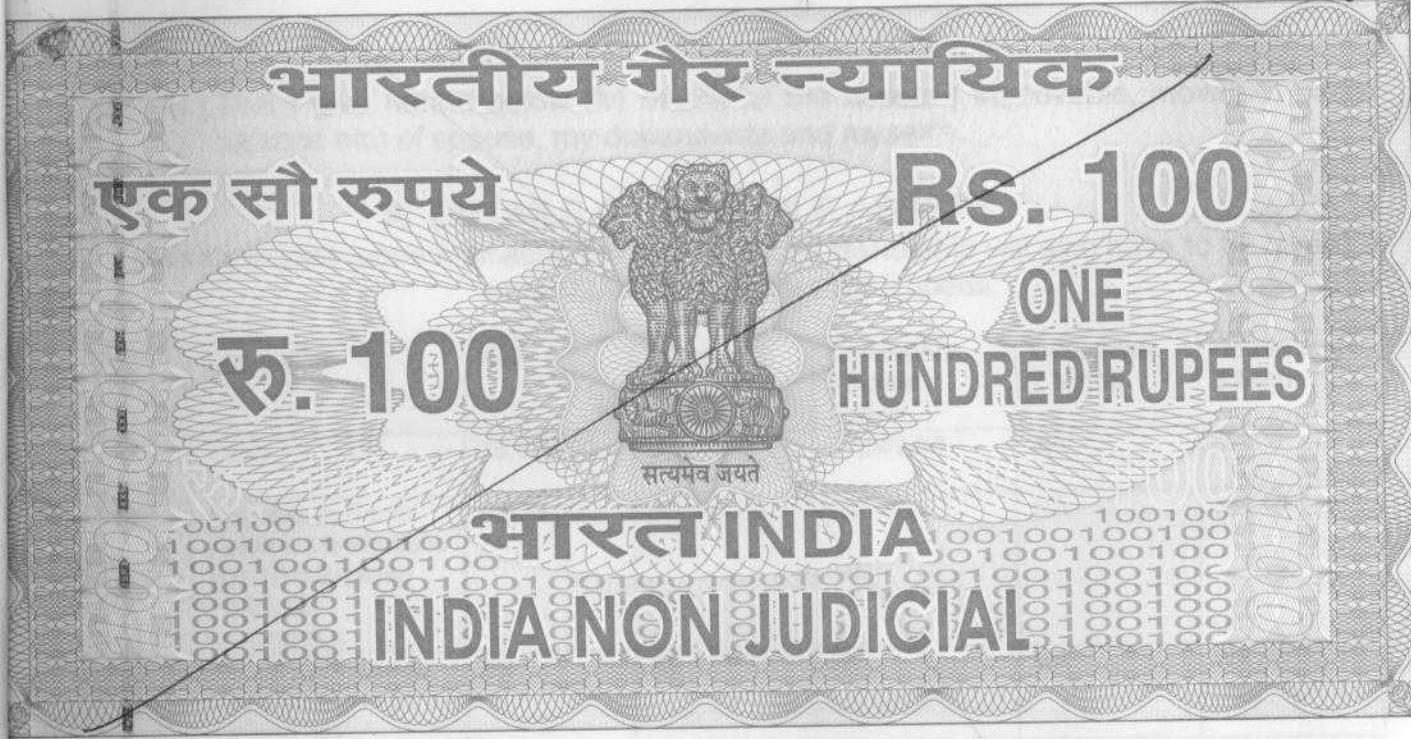 भारतीय गैर न्यायिक
एक सौ रुपये
Rs. 100
रु. 100
ONE
HUNDRED RUPEES
सत्यमेव जयते
भारत INDIA
INDIA NON JUDICIAL